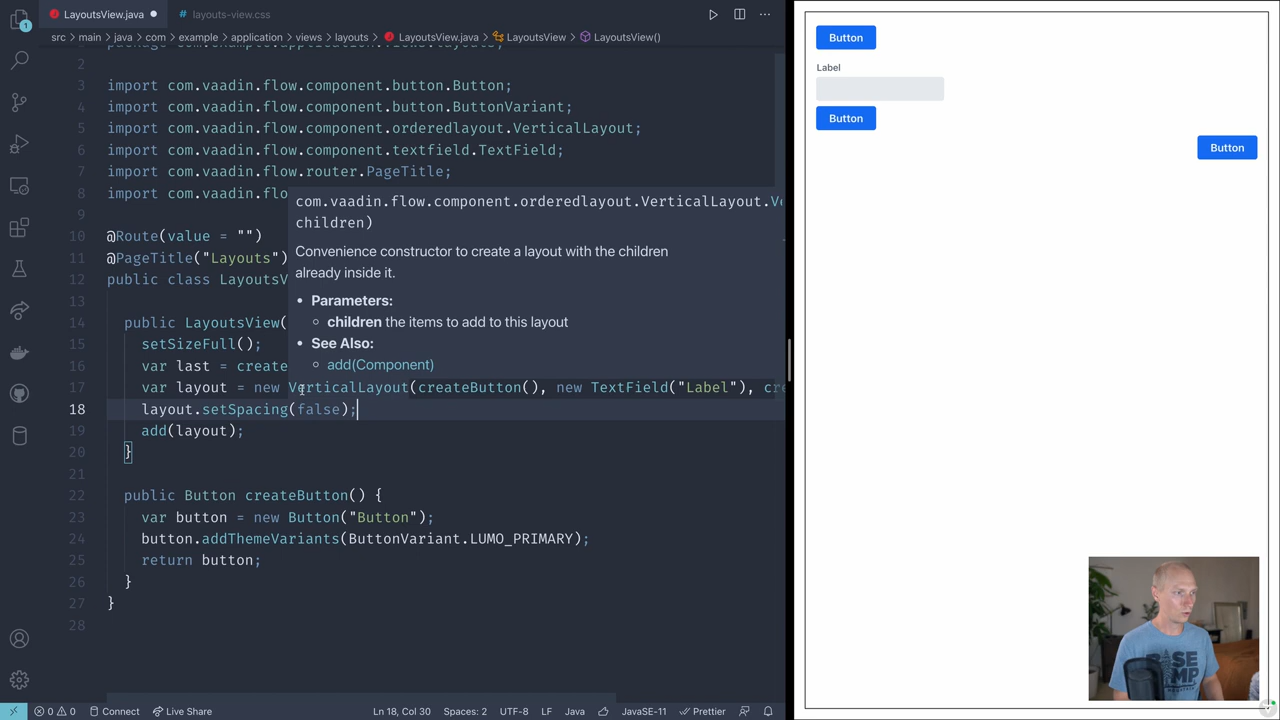 LayoutsView.java
layouts-view.css
src > main > java > com > example > application > views > layouts > LayoutsView.java > LayoutsView > LayoutsView()
2
3 import com.vaadin.flow.component.button.Button;
4 import com.vaadin.flow.component.button.ButtonVariant;
5 import com.vaadin.flow.component.orderedlayout.VerticalLayout;
6 import com.vaadin.flow.component.textfield.TextField;
7 import com.vaadin.flow.router.PageTitle;
8 import com.vaadin.flo
9
10 @Route(value = "")
11 @PageTitle("Layouts")
12 public class LayoutsV
13
14 public LayoutsView(
15 setSizeFull();
16 var last = create
17 var layout = new VerticalLayout(createButton(), new TextField("Label"), cre
18 layout.setSpacing(false);
19 add(layout);
20 }
21
22 public Button createButton() {
23 var button = new Button("Button");
24 button.addThemeVariants(ButtonVariant.LUMO_PRIMARY);
25 return button;
26 }
27 }
28
com.vaadin.flow.component.orderedlayout.VerticalLayout.Ve
children)
Convenience constructor to create a layout with the children
already inside it.
• Parameters:
○ children the items to add to this layout
• See Also:
○ add(Component)
1
0 0 Connect Live Share Ln 18, Col 30 Spaces: 2 UTF-8 LF Java JavaSE-11 Prettier
Button
Label
Button
Button
BASE